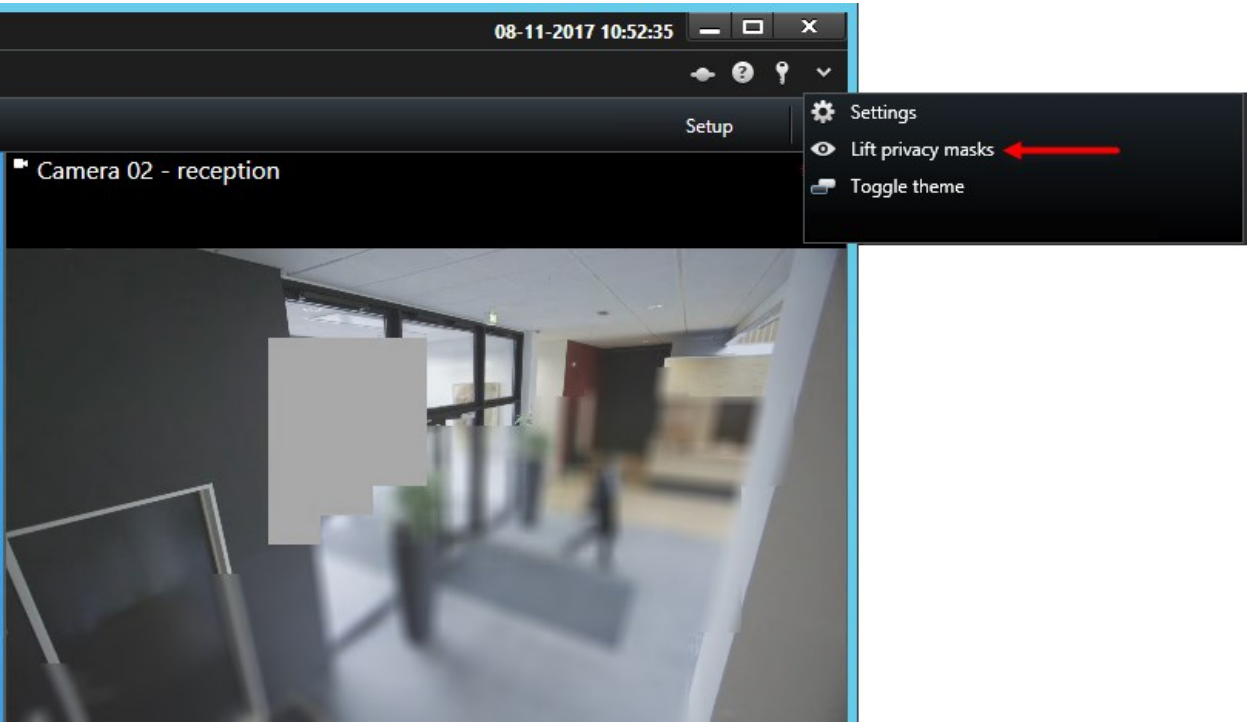 08-11-2017 10:52:35
Setup
Settings
Lift privacy masks
Toggle theme
Camera 02 - reception